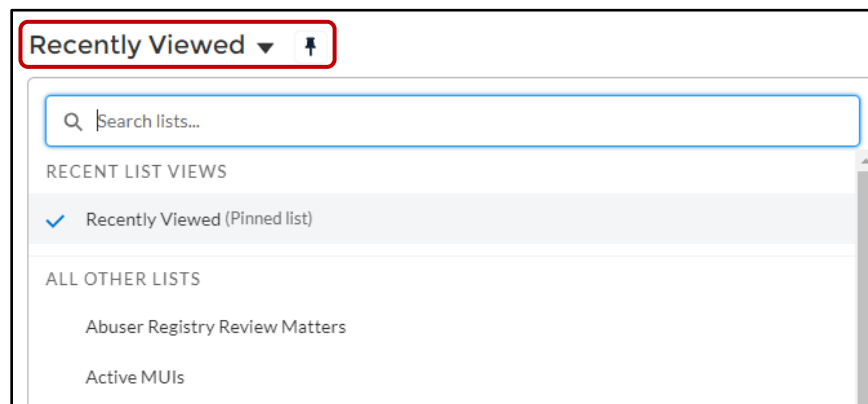 Recently Viewed
Search lists...
RECENT LIST VIEWS
Recently Viewed (Pinned list)
ALL OTHER LISTS
Abuser Registry Review Matters
Active MUIs